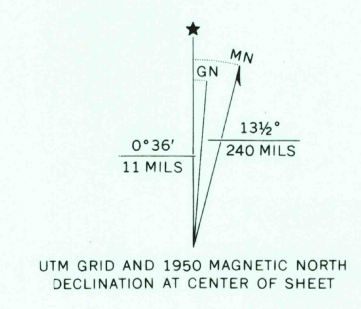 ★
MN
GN
0°36'
11 MILS
13½°
240 MILS
UTM GRID AND 1950 MAGNETIC NORTH
DECLINATION AT CENTER OF SHEET